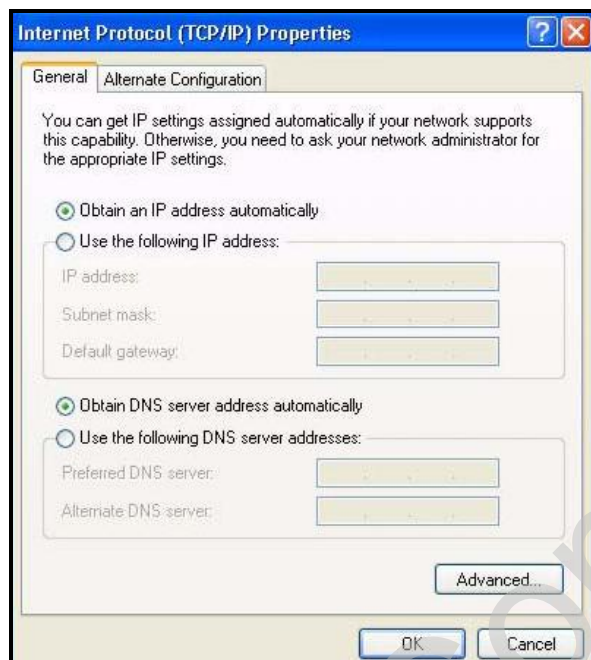 Internet Protocol (TCP/IP) Properties
General
Alternate Configuration
You can get IP settings assigned automatically if your network supports
this capability. Otherwise, you need to ask your network administrator for
the appropriate IP settings.
Obtain an IP address automatically
Use the following IP address:
IP address:
Subnet mask:
Default gateway:
Obtain DNS server address automatically
Use the following DNS server addresses:
Preferred DNS server:
Alternate DNS server:
Advanced...
OK
Cancel